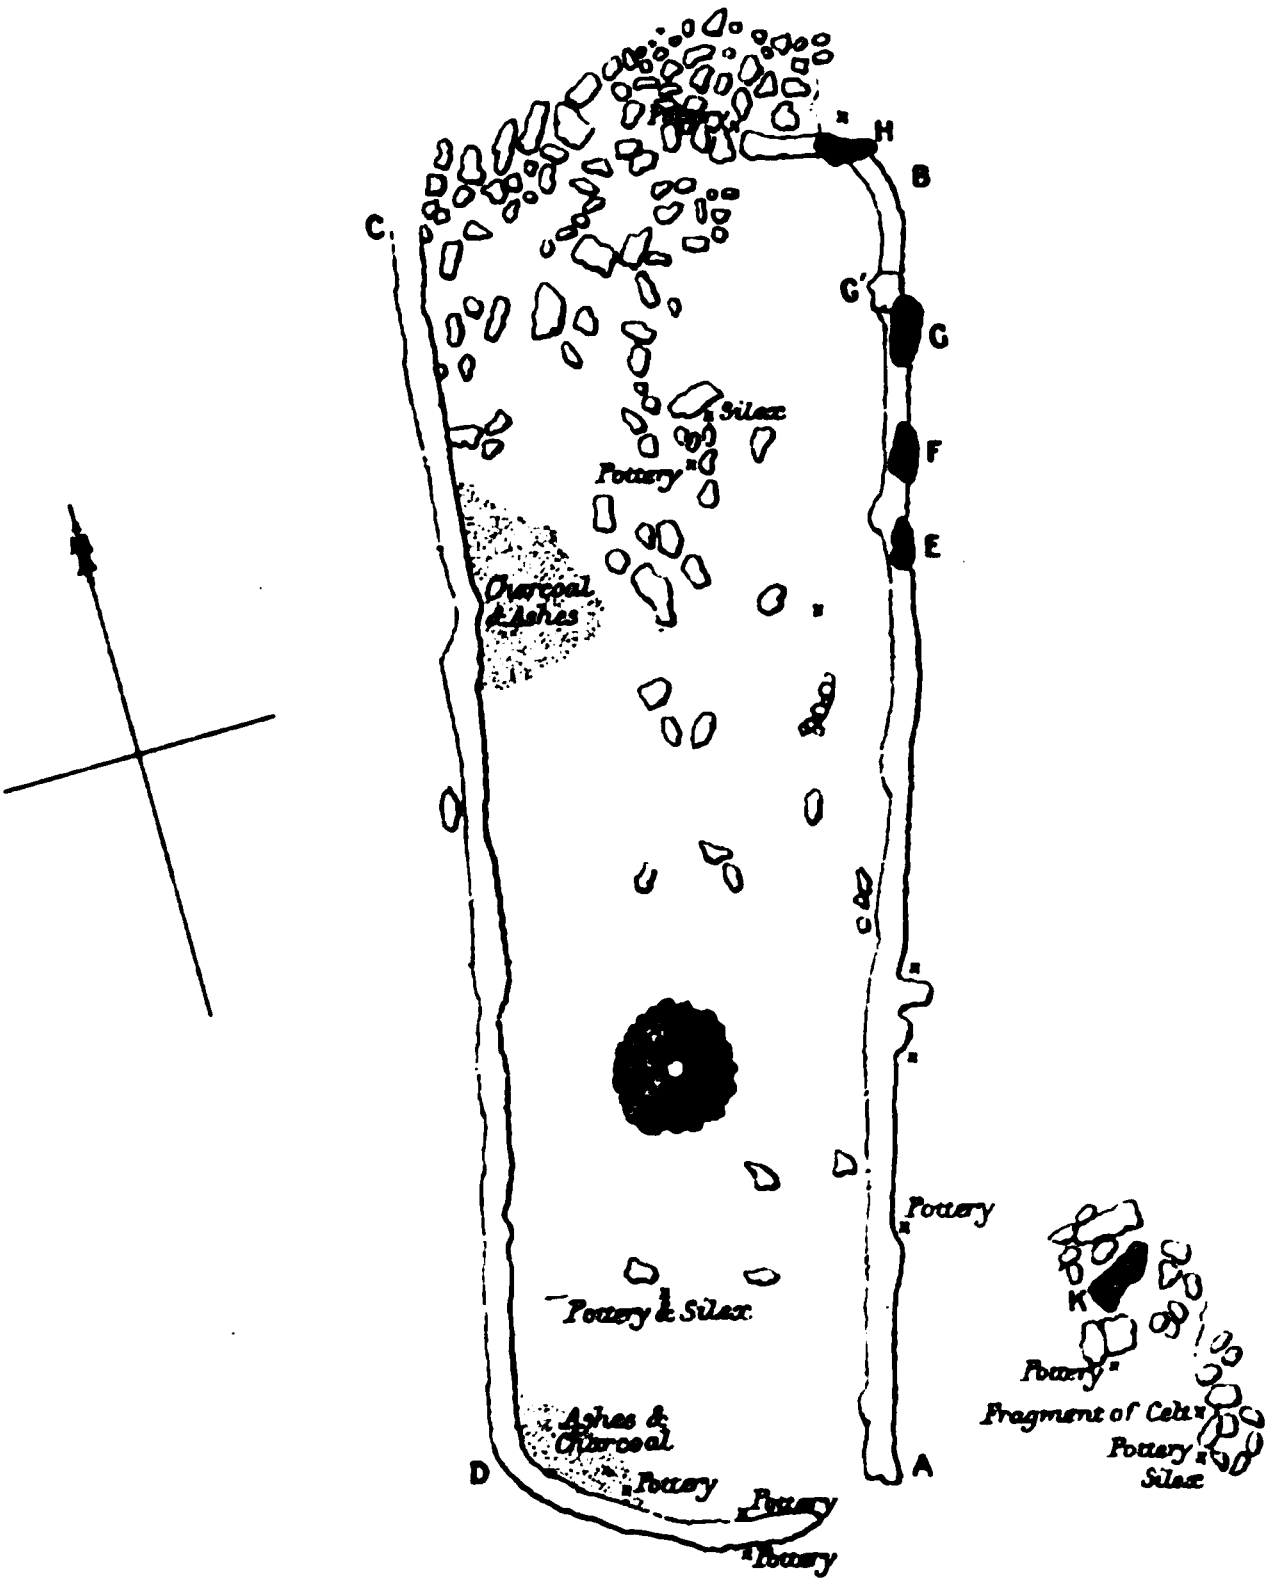 Pottery
H
B
C
G'
G
Silex
F
Pottery
E
Charcoal
& Ashes
Pottery
K
Pottery & Silex
Pottery
Fragment of Celt
Ashes &
Charcoal
Pottery
Silex
D
A
Pottery
Pottery
Pottery